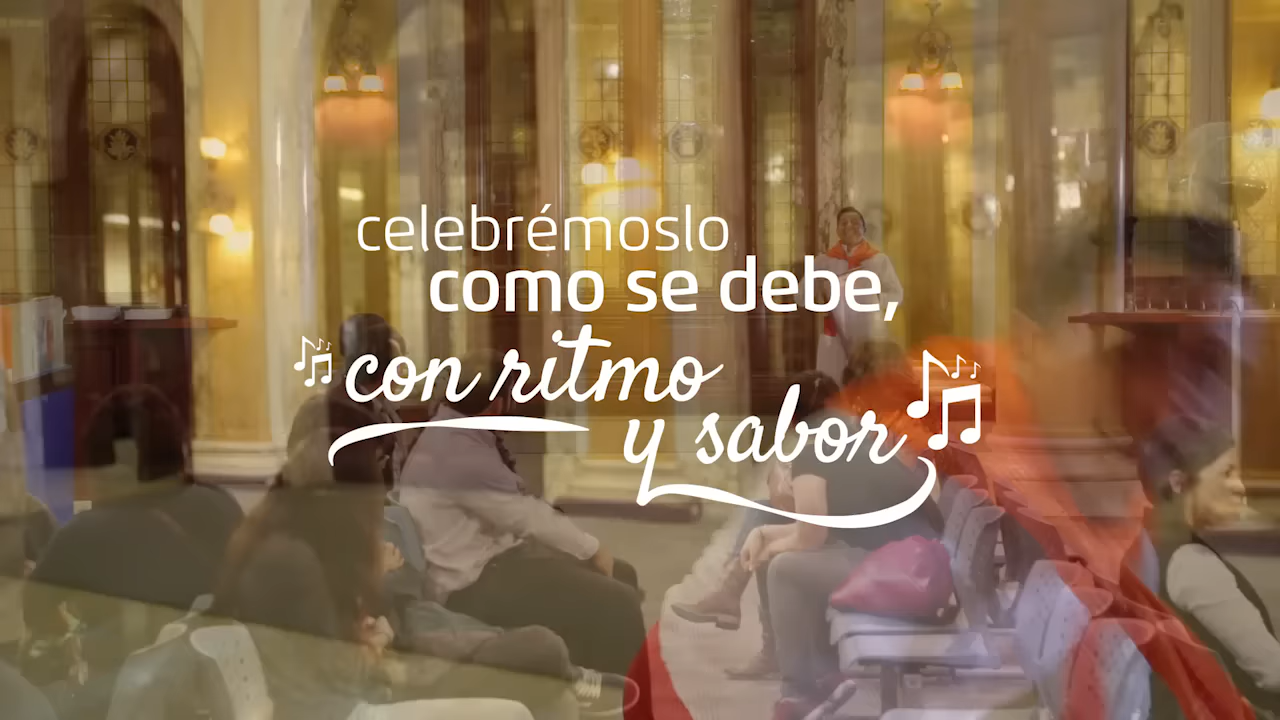 celebrémoslo
como se debe,
con ritmo
y sabor